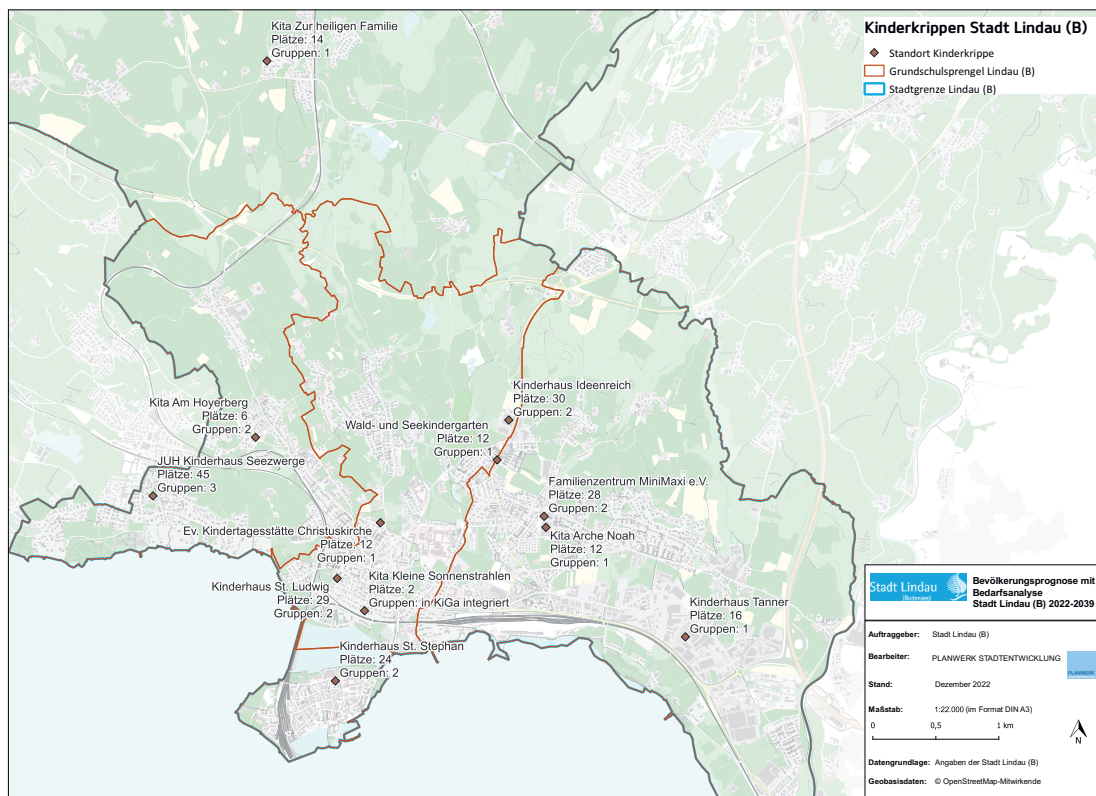 Kinderkrippen Stadt Lindau (B)
Standort Kinderkrippe
Grundschulsprengel Lindau (B)
Stadtgrenze Lindau (B)
Kita Zur heiligen Familie
Plätze: 14
Gruppen: 1
Kinderhaus Ideenreich
Plätze: 30
Gruppen: 2
Kita Am Hoyerberg
Plätze: 6
Gruppen: 2
Wald- und Seekindergarten
Plätze: 12
Gruppen: 1
JUH Kinderhaus Seezwerge
Plätze: 45
Gruppen: 3
Familienzentrum MiniMaxi e.V.
Plätze: 28
Gruppen: 2
Ev. Kindertagesstätte Christuskirche
Plätze: 12
Gruppen: 1
Kita Arche Noah
Plätze: 12
Gruppen: 1
Kinderhaus St. Ludwig
Plätze: 29
Gruppen: 2
Kita Kleine Sonnenstrahlen
Plätze: 2
Gruppen: in KiGa integriert
Kinderhaus Tanner
Plätze: 16
Gruppen: 1
Kinderhaus St. Stephan
Plätze: 24
Gruppen: 2
Stadt Lindau
(Bodensee)
Bevölkerungsprognose mit
Bedarfsanalyse
Stadt Lindau (B) 2022-2039
Auftraggeber: Stadt Lindau (B)
Bearbeiter: PLANWERK STADTENTWICKLUNG
PLANWERK
Stand: Dezember 2022
Maßstab: 1:22.000 (im Format DIN A3)
0 0,5 1 km
N
Datengrundlage: Angaben der Stadt Lindau (B)
Geobasisdaten: © OpenStreetMap-Mitwirkende